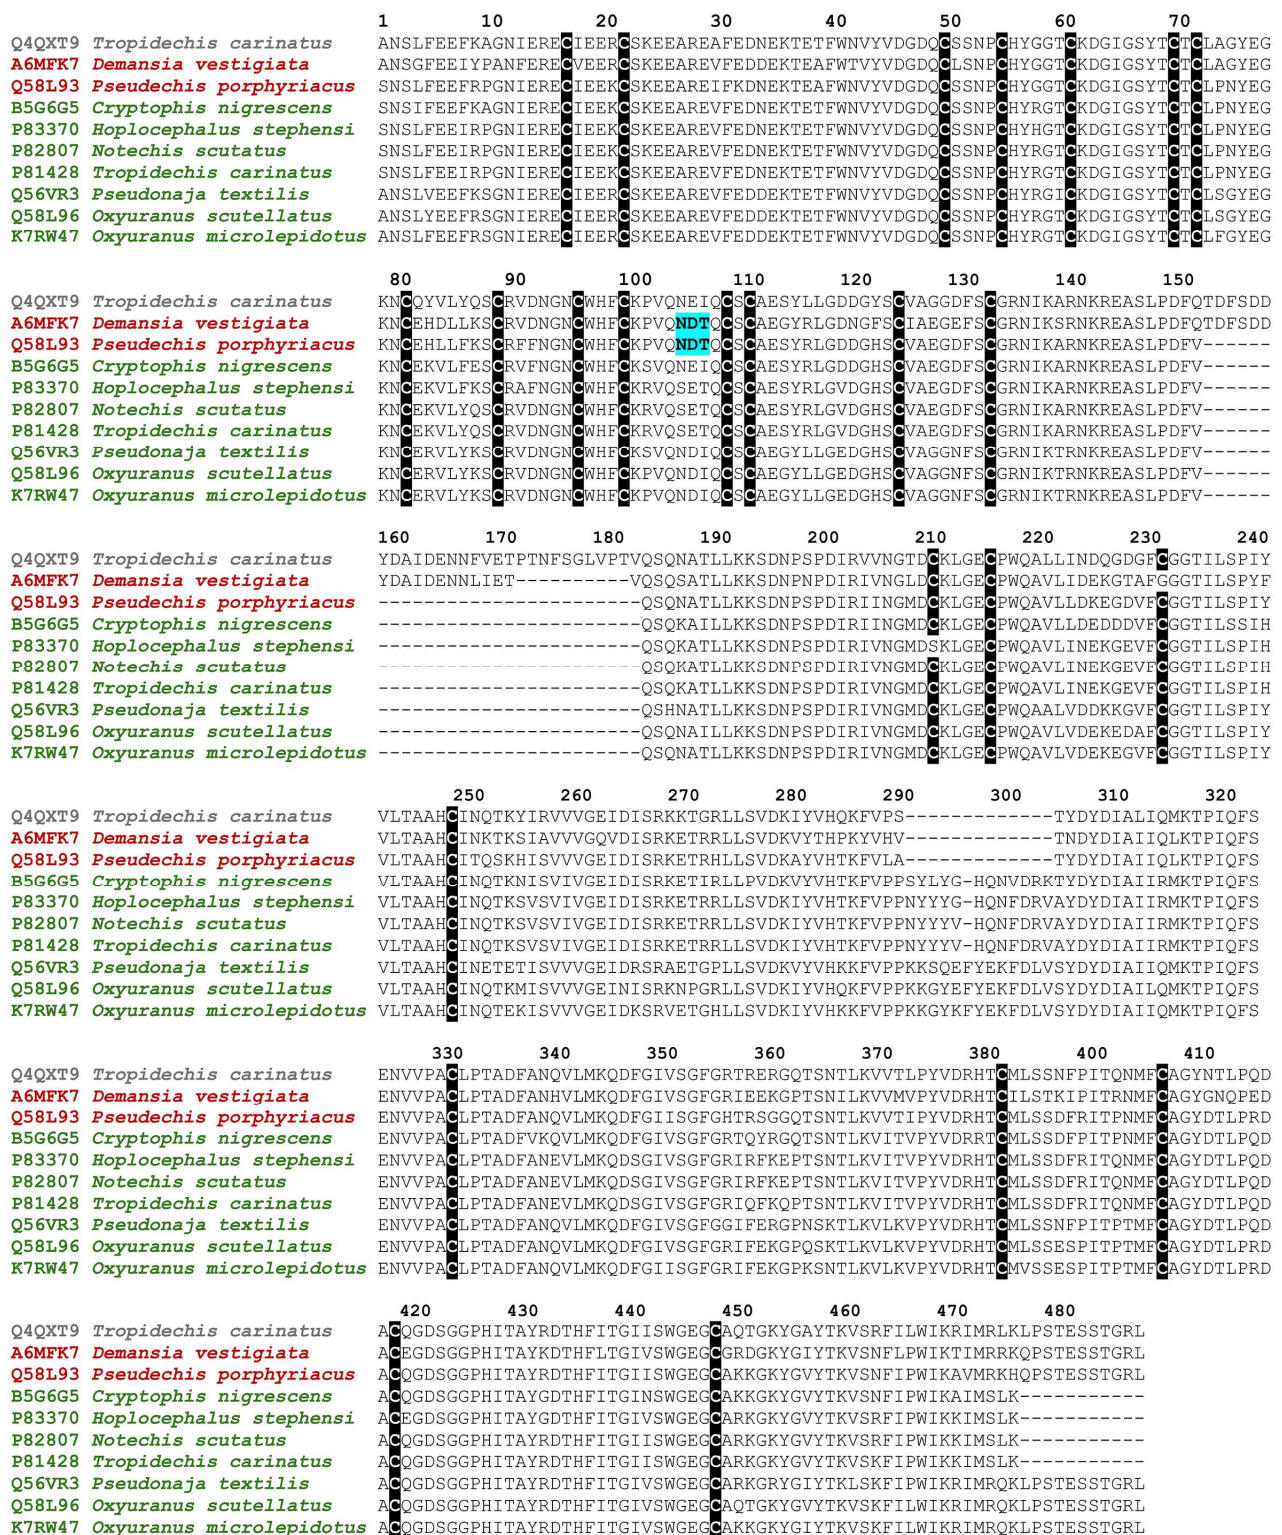 1 10 20 30 40 50 60 70
Q4QXT9 Tropidechis carinatus ANSLFEEFKAGNIERECIEERCSKEEAREAFEDNEKTETFWNVYVDGDQCSSNPCHYGGTCKDGIGSYTCTCLAGYEG
A6MFK7 Demansia vestigiata ANSGFEEIYPANFERECVEERCSKEEAREVFEDNEKTEAFWTVYVDGDQCLSNPCHYGGTCKDGIGSYTCTCLAGYEG
Q58L93 Pseudechis porphyriacus SNSLFEEFRPGNIERECIEEKCSKEEAREIFKDNEKTEAFWNVYVDGDQCSSNPCHYGGTCKDGIGSYTCTCLPNYEG
B5G6G5 Cryptophis nigrescens SNSIFEEFKAGNIERECIEEKCSKEEAREVFEDNEKTETFWNVYVDGDQCSSNPCHYRGTCKDGIGSYTCTCLPNYEG
P83370 Hoplocephalus stephensi SNSLFEEIRPGNIERECIEEKCSKEEAREVFEDNEKTETFWNVYVDGDQCSSNPCHYHGTCKDGIGSYTCTCLPNYEG
P82807 Notechis scutatus SNSLFEEIRPGNIERECIEEKCSKEEAREVFEDNEKTETFWNVYVDGDQCSSNPCHYRGTCKDGIGSYTCTCLPNYEG
P81428 Tropidechis carinatus SNSLFEEIRPGNIERECIEEKCSKEEAREVFEDNEKTETFWNVYVDGDQCSSNPCHYRGTCKDGIGSYTCTCLPNYEG
Q56VR3 Pseudonaja textilis ANSLVEEFKSGNIERECIEERCSKEEAREVFEDDEKTETFWNVYVDGDQCSSNPCHYRGICKDGIGSYTCTCLSGYEG
Q58L96 Oxyuranus scutellatus ANSLYEEFRSGNIERECIEERCSKEEAREVFEDDEKTETFWNVYVDGDQCSSNPCHYRGTCKDGIGSYTCTCLSGYEG
K7RW47 Oxyuranus microlepidotus ANSLFEEFRSGNIERECIEERCSKEEAREVFEDDEKTETFWNVYVDGDQCSSNPCHYRGTCKDGIGSYTCTCLFGYEG
80 90 100 110 120 130 140 150
Q4QXT9 Tropidechis carinatus KNCQYVLYQSCRVDNGNCWHFCKPVQNEIQCSCAESYLLGDDGYSCVAGGDFSCGRNIKARNKREASLPDFQTDFSDD
A6MFK7 Demansia vestigiata KNCEHDLLKSCRVDNGNCWHFCKPVQNDTQCSCAEGYRLGDNGFSCIAEGEFSCGRNIKSRNKREASLPDFQTDFSDD
Q58L93 Pseudechis porphyriacus KNCEHLLFKSCRFFNGNCWHFCKPVQNDTQCSCAEGYRLGDDGHSCVAEGDFSCGRNIKARNKREASLPDFV------
B5G6G5 Cryptophis nigrescens KNCEKVLFESCRVFNGNCWHFCKSVQNEIQCSCAESYRLGDDGHSCVAEGDFSCGRNIKARNKREASLPDFV------
P83370 Hoplocephalus stephensi KNCEKVLFKSCRAFNGNCWHFCKRVQSETQCSCAESYRLGVDGHSCVAEGDFSCGRNIKARNKREASLPDFV------
P82807 Notechis scutatus KNCEKVLYQSCRVDNGNCWHFCKRVQSETQCSCAESYRLGVDGHSCVAEGDFSCGRNIKARNKREASLPDFV------
P81428 Tropidechis carinatus KNCEKVLYQSCRVDNGNCWHFCKRVQSETQCSCAESYRLGVDGHSCVAEGDFSCGRNIKARNKREASLPDFV------
Q56VR3 Pseudonaja textilis KNCERVLYKSCRVDNGNCWHFCKPVQNDIQCSCAEGYLLGEDGHSCVAGGNFSCGRNIKTRNKREASLPDFV------
Q58L96 Oxyuranus scutellatus KNCERVLYKSCRVDNGNCWHFCKPVQNDIQCSCAEGYLLGEDGHSCVAGGNFSCGRNIKTRNKREASLPDFV------
K7RW47 Oxyuranus microlepidotus KNCERVLYKSCRVDNGNCWHFCKPVQNDIQCSCAEGYLLGEDGHSCVAGGNFSCGRNIKTRNKREASLPDFV------
160 170 180 190 200 210 220 230 240
Q4QXT9 Tropidechis carinatus YDAIDENNFVETPTNFSGLVPTVQSQNATLLKKSDNPSPDIRVVNGTDCKLGECPWQALLINDQGDGFCGGTILSPIY
A6MFK7 Demansia vestigiata YDAIDENNLIET----------VQSQSATLLKKSDNPNPDIRIVNGLDCKLGECPWQAVLIDEKGTAFGGGTILSPYF
Q58L93 Pseudechis porphyriacus -----------------------QSQNATLLKKSDNPSPDIRIINGMDCKLGECPWQAVLLDKEGDVFCGGTILSPIY
B5G6G5 Cryptophis nigrescens -----------------------QSQKAILLKKSDNPSPDIRIINGMDCKLGECPWQAVLLDEDDDVFCGGTILSSIH
P83370 Hoplocephalus stephensi -----------------------QSQKATLLKKSDNPSPDIRIVNGMDSKLGECPWQAVLINEKGEVFCGGTILSPIH
P82807 Notechis scutatus -----------------------QSQKATLLKKSDNPSPDIRIVNGMDCKLGECPWQAVLINEKGEVFCGGTILSPIH
P81428 Tropidechis carinatus -----------------------QSQKATLLKKSDNPSPDIRIVNGMDCKLGECPWQAVLINEKGEVFCGGTILSPIH
Q56VR3 Pseudonaja textilis -----------------------QSHNATLLKKSDNPSPDIRIVNGMDCKLGECPWQAALVDDKKGVFCGGTILSPIY
Q58L96 Oxyuranus scutellatus -----------------------QSQNAILLKKSDNPSPDIRIVNGMDCKLGECPWQAVLVDEKEDAFCGGTILSPIY
K7RW47 Oxyuranus microlepidotus -----------------------QSQNATLLKKSDNPSPDIRIVNGMDCKLGECPWQAVLVDEKEGVFCGGTILSPIY
250 260 270 280 290 300 310 320
Q4QXT9 Tropidechis carinatus VLTAAHCINQTKYIRVVVGEIDISRKKTGRLLSVDKIYVHQKFVPS-------------TYDYDIALIQMKTPIQFS
A6MFK7 Demansia vestigiata VLTAAHCINKTKSIAVVVGQVDISRKETRRLLSVDKVYTHPKYVHV-------------TNDYDIAIIQLKTPIQFS
Q58L93 Pseudechis porphyriacus VLTAAHCITQSKHISVVVGEIDISRKETRHLLSVDKAYVHTKFVLA-------------TYDYDIAIIQLKTPIQFS
B5G6G5 Cryptophis nigrescens VLTAAHCINQTKNISVIVGEIDISRKETIRLLPVDKVYVHTKFVPPSYLYG-HQNVDRKTYDYDIAIIRMKTPIQFS
P83370 Hoplocephalus stephensi VLTAAHCINQTKSVSVIVGEIDISRKETRRLLSVDKIYVHTKFVPPNYYYG-HQNFDRVAYDYDIAIIRMKTPIQFS
P82807 Notechis scutatus VLTAAHCINQTKSVSVIVGEIDISRKETRRLLSVDKIYVHTKFVPPNYYYV-HQNFDRVAYDYDIAIIRMKTPIQFS
P81428 Tropidechis carinatus VLTAAHCINQTKSVSVIVGEIDISRKETRRLLSVDKIYVHTKFVPPNYYYV-HQNFDRVAYDYDIAIIRMKTPIQFS
Q56VR3 Pseudonaja textilis VLTAAHCINETETISVVVGEIDRSRAETGPLLSVDKVYVHKKFVPPKKSQEFYEKFDLVSYDYDIAIIQMKTPIQFS
Q58L96 Oxyuranus scutellatus VLTAAHCINQTKMISVVVGEINISRKNPGRLLSVDKIYVHQKFVPPKKGYEFYEKFDLVSYDYDIAILQMKTPIQFS
K7RW47 Oxyuranus microlepidotus VLTAAHCINQTEKISVVVGEIDKSRVETGHLLSVDKIYVHKKFVPPKKGYKFYEKFDLVSYDYDIAIIQMKTPIQFS
330 340 350 360 370 380 400 410
Q4QXT9 Tropidechis carinatus ENVVPACLPTADFANQVLMKQDFGIVSGFGRTRERGQTSNTLKVVTLPYVDRHTCMLSSNFPITQNMFCAGYNTLPQD
A6MFK7 Demansia vestigiata ENVVPACLPTADFANHVLMKQDFGIVSGFGRIEEKGPTSNILKVVMVPYVDRHTCILSTKIPITRNMFCAGYGNQPED
Q58L93 Pseudechis porphyriacus ENVVPACLPTADFANQVLMKQDFGIISGFGHTRSGGQTSNTLKVVTIPYVDRHTCMLSSDFRITPNMFCAGYDTLPRD
B5G6G5 Cryptophis nigrescens ENVVPACLPTADFVKQVLMKQDFGIVSGFGRTQYRGQTSNTLKVITVPYVDRRTCMLSSDFPITPNMFCAGYDTLPQD
P83370 Hoplocephalus stephensi ENVVPACLPTADFANEVLMKQDSGIVSGFGRIRFKEPTSNTLKVITVPYVDRHTCMLSSDFRITQNMFCAGYDTLPQD
P82807 Notechis scutatus ENVVPACLPTADFANEVLMKQDSGIVSGFGRIRFKEPTSNTLKVITVPYVDRHTCMLSSDFRITQNMFCAGYDTLPQD
P81428 Tropidechis carinatus ENVVPACLPTADFANEVLMKQDSGIVSGFGRIQFKQPTSNTLKVITVPYVDRHTCMLSSDFRITQNMFCAGYDTLPQD
Q56VR3 Pseudonaja textilis ENVVPACLPTADFANQVLMKQDFGIVSGFGGIFERGPNSKTLKVLKVPYVDRHTCMLSSNFPITPTMFCAGYDTLPQD
Q58L96 Oxyuranus scutellatus ENVVPACLPTADFANQVLMKQDFGIVSGFGRIFEKGPQSKTLKVLKVPYVDRHTCMLSSESPITPTMFCAGYDTLPRD
K7RW47 Oxyuranus microlepidotus ENVVPACLPTADFANQVLMKQDFGIISGFGRIFEKGPKSNTLKVLKVPYVDRHTCMVSSESPITPTMFCAGYDTLPRD
420 430 440 450 460 470 480
Q4QXT9 Tropidechis carinatus ACQGDSGGPHITAYRDTHFITGIISWGEGCAQTGKYGAYTKVSRFILWIKRIMRLKLPSTESSTGRL
A6MFK7 Demansia vestigiata ACEGDSGGPHITAYKDTHFLTGIVSWGEGCGRDGKYGIYTKVSNFLPWIKTIMRRKQPSTESSTGRL
Q58L93 Pseudechis porphyriacus ACQGDSGGPHITAYRDTHFITGIISWGEGCAKKGKYGVYTKVSNFIPWIKAVMRKHQPSTESSTGRL
B5G6G5 Cryptophis nigrescens ACQGDSGGPHITAYGDTHFITGINSWGEGCAKKGKYGVYTKVSNFIPWIKAIMSLK-----------
P83370 Hoplocephalus stephensi ACEGDSGGPHITAYGDTHFITGIVSWGEGCARKGKYGVYTKVSRFIPWIKKIMSLK-----------
P82807 Notechis scutatus ACQGDSGGPHITAYRDTHFITGIISWGEGCARKGKYGVYTKVSRFIPWIKKIMSLK-----------
P81428 Tropidechis carinatus ACQGDSGGPHITAYRDTHFITGIISWGEGCARKGKYGVYTKVSRFIPWIKKIMSLK-----------
Q56VR3 Pseudonaja textilis ACQGDSGGPHITAYRDTHFITGIVSWGEGCARKGRYGIYTKLSKFIPWIKRIMRQKLPSTESSTGRL
Q58L96 Oxyuranus scutellatus ACQGDSGGPHITAYRDTHFITGIVSWGEGCAQTGKYGVYTKVSKFILWIKRIMRQKLPSTESSTGRL
K7RW47 Oxyuranus microlepidotus ACQGDSGGPHITAYRDTHFITGIVSWGEGCAKKGKYGIYTKVSKFIPWIKRIMRQKLPSTESSTGRL